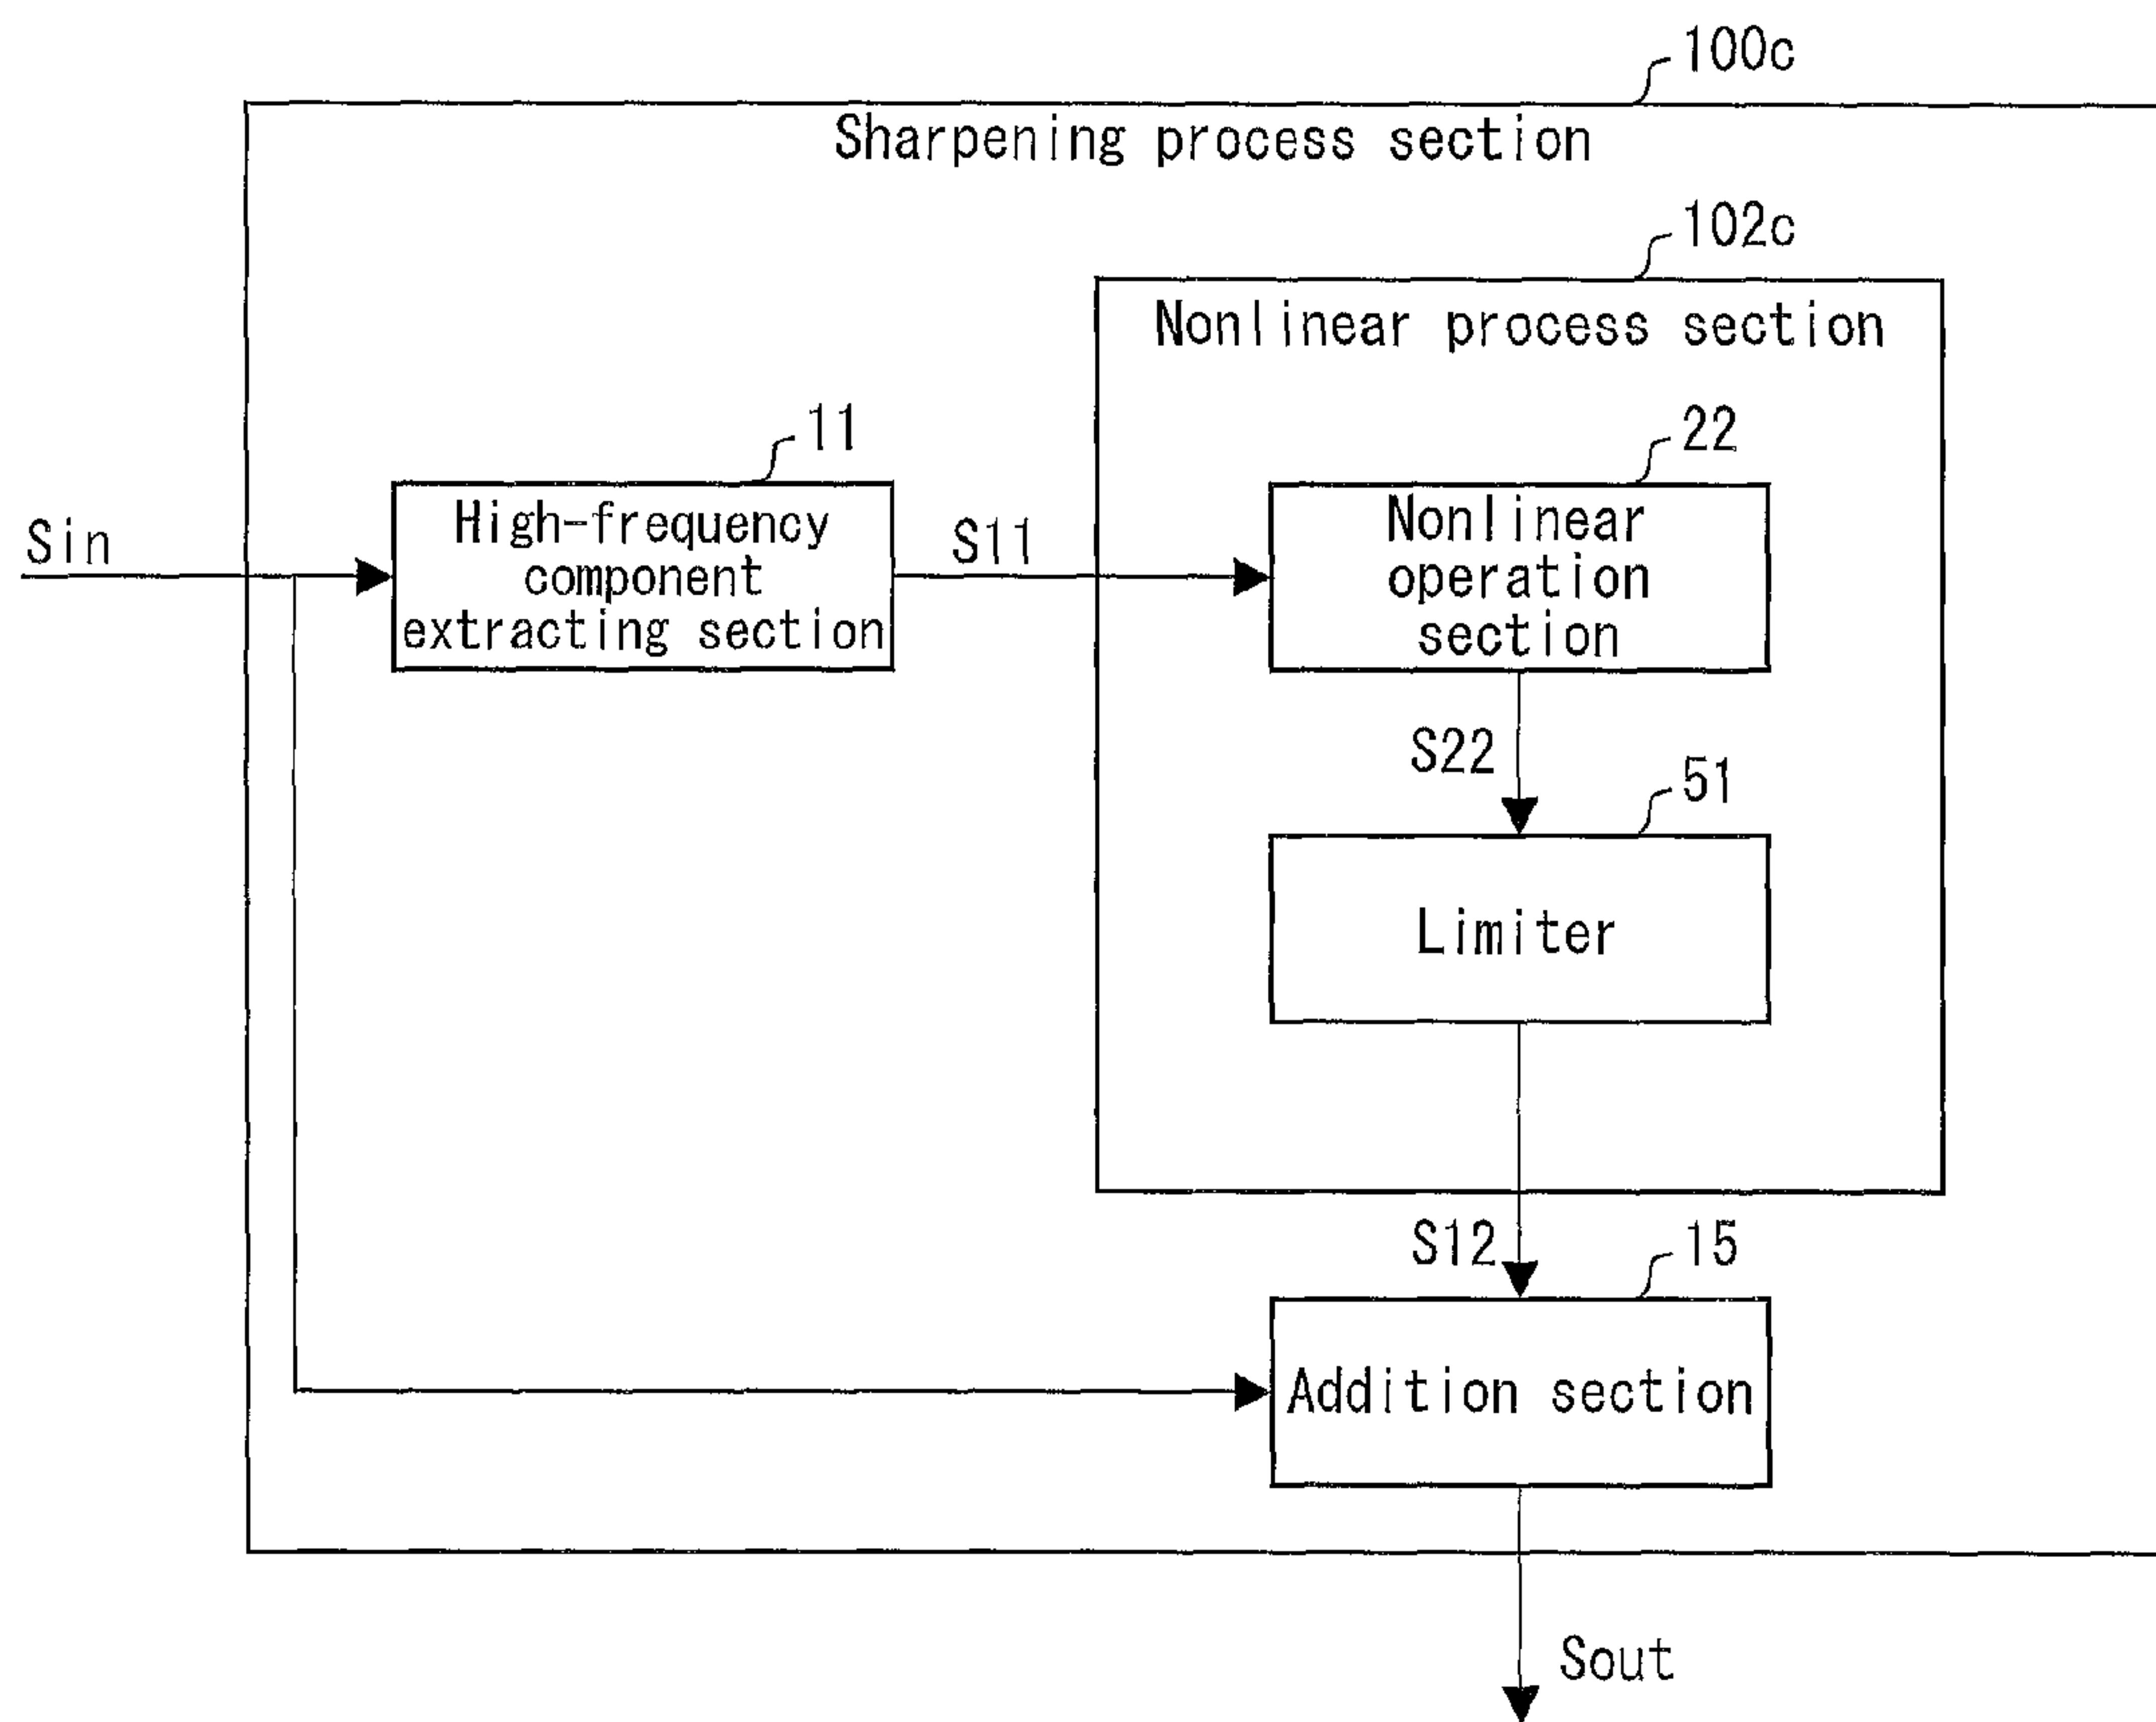 100c
Sharpening process section
102c
Nonlinear process section
11
22
Sin
High-frequency
component
extracting section
S11
Nonlinear
operation
section
S22
51
Limiter
S12
15
Addition section
Sout